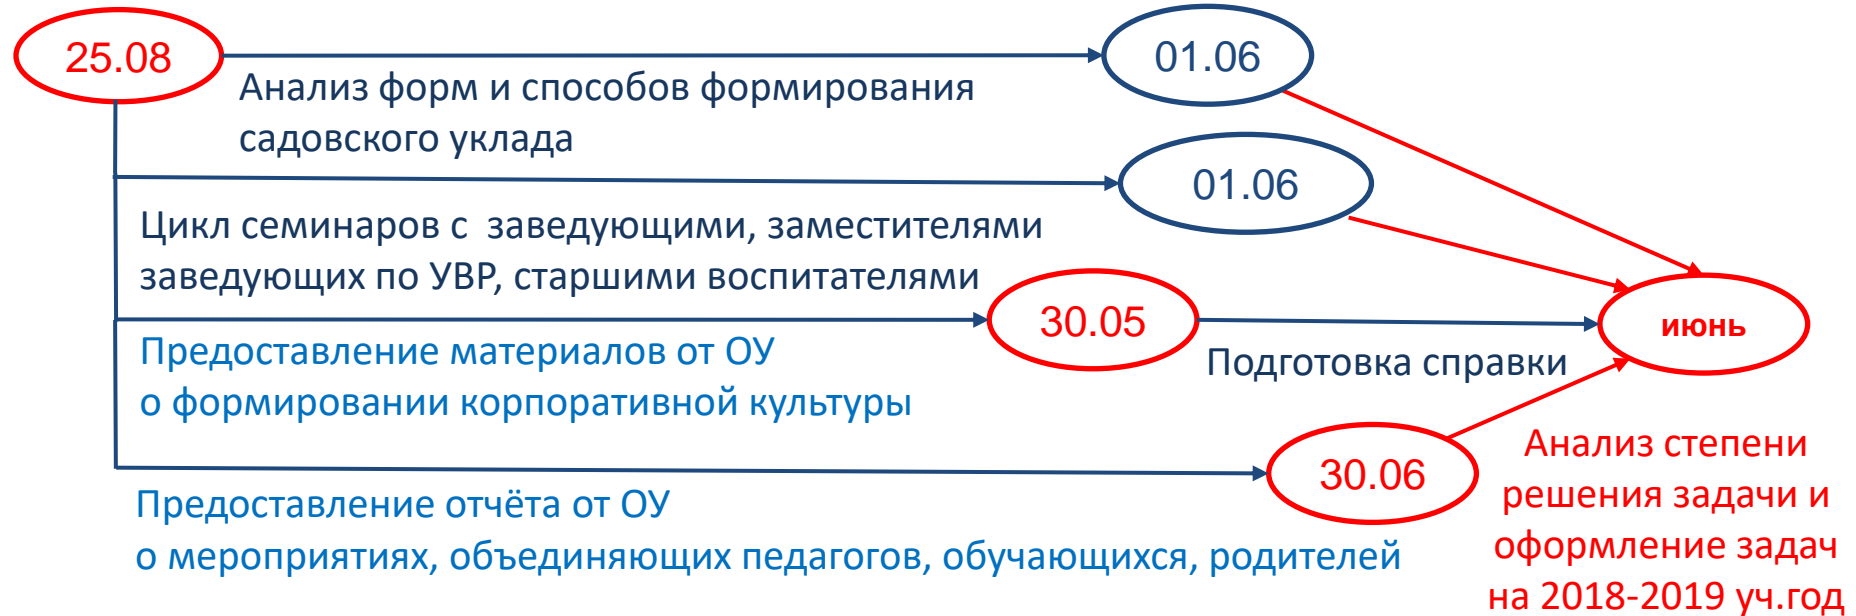 25.08
01.06
Анализ форм и способов формирования
садовского уклада
01.06
Цикл семинаров с  заведующими, заместителями
заведующих по УВР, старшими воспитателями
30.05
июнь
Предоставление материалов от ОУ
о формировании корпоративной культуры
Подготовка справки
30.06
Предоставление отчёта от ОУ
о мероприятиях, объединяющих педагогов, обучающихся, родителей
Анализ степени
решения задачи и
оформление задач
на 2018-2019 уч.год